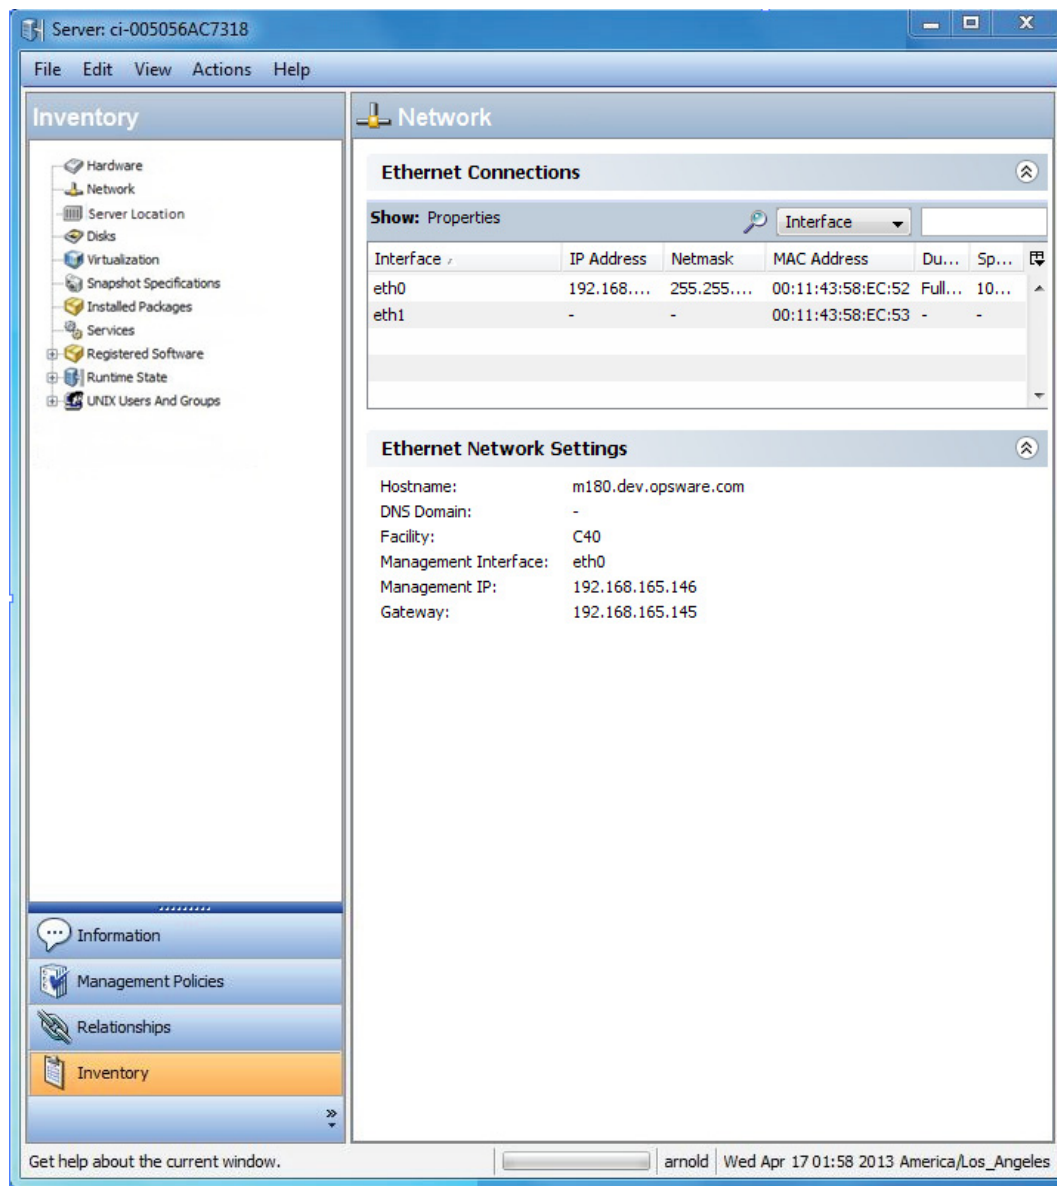 Server: ci-005056AC7318
File Edit View Actions Help
Inventory
Hardware
Network
Server Location
Disks
Virtualization
Snapshot Specifications
Installed Packages
Services
Registered Software
Runtime State
UNIX Users And Groups
Information
Management Policies
Relationships
Inventory
Network
Ethernet Connections
Show: Properties Interface
Interface IP Address Netmask MAC Address Du... Sp...
eth0 192.168.... 255.255.... 00:11:43:58:EC:52 Full... 10...
eth1 - - 00:11:43:58:EC:53 - -
Ethernet Network Settings
Hostname: m180.dev.opsware.com
DNS Domain: -
Facility: C40
Management Interface: eth0
Management IP: 192.168.165.146
Gateway: 192.168.165.145
Get help about the current window. arnold Wed Apr 17 01:58 2013 America/Los_Angeles